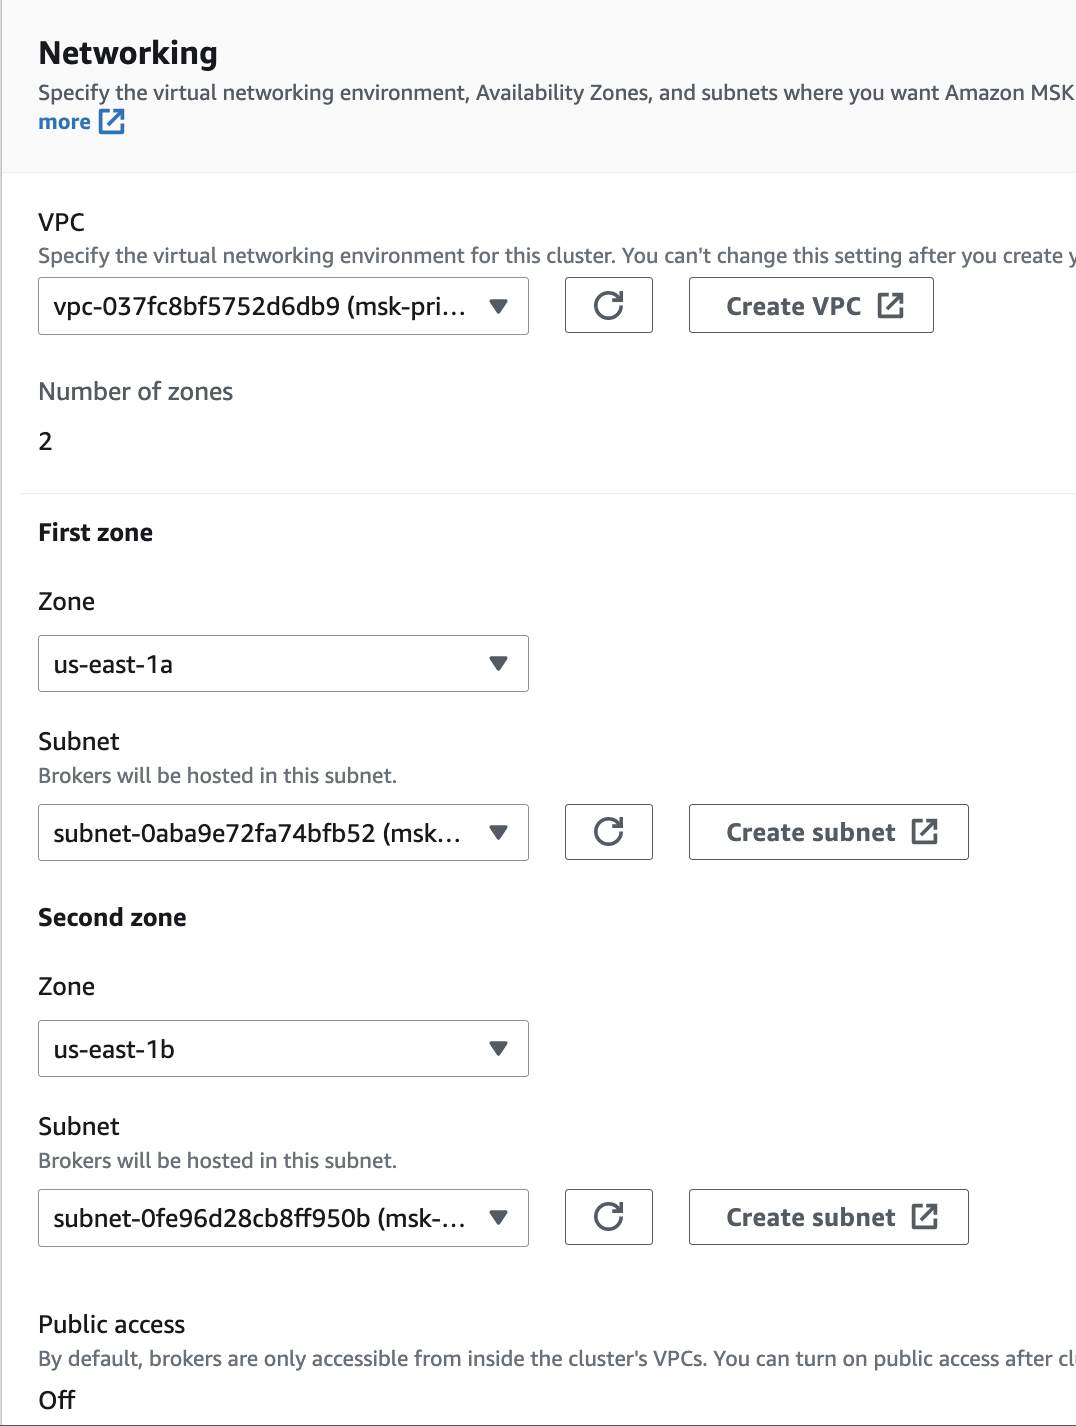 Networking
Specify the virtual networking environment, Availability Zones, and subnets where you want Amazon MSK
more
VPC
Specify the virtual networking environment for this cluster. You can't change this setting after you create
vpc-037fc8bf5752d6db9 (msk-pri...
Create VPC
Number of zones
2
First zone
Zone
us-east-1a
Subnet
Brokers will be hosted in this subnet.
subnet-0aba9e72fa74bfb52 (msk...
Create subnet
Second zone
Zone
us-east-1b
Subnet
Brokers will be hosted in this subnet.
subnet-0fe96d28cb8ff950b (msk-...
Create subnet
Public access
By default, brokers are only accessible from inside the cluster's VPCs. You can turn on public access after
Off